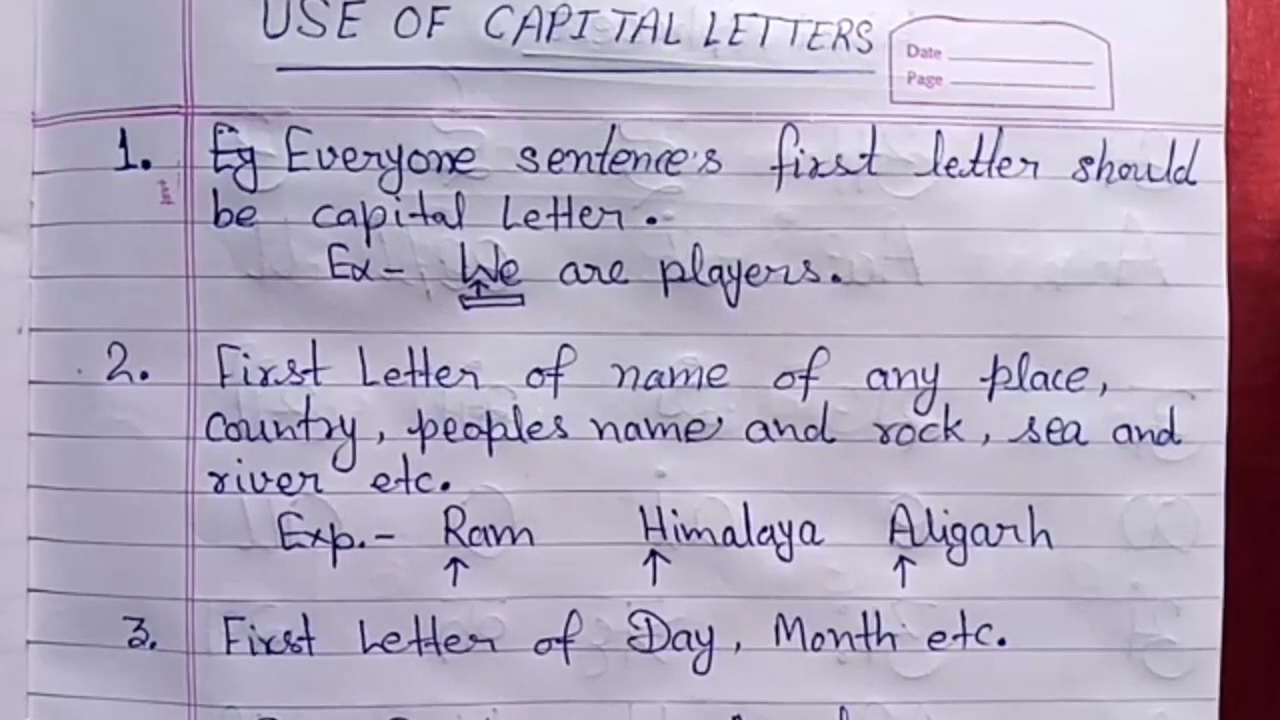 USE OF CAPITAL LETTERS
Date
Page
1. Eg Everyone sentence's first letter should
be capital Letter.
Ex- We are players.
2. First Letter of name of any place,
country, peoples name and rock, sea and
river etc.
Exp.- Ram Himalaya Aligarh
3. First Letter of Day, Month etc.